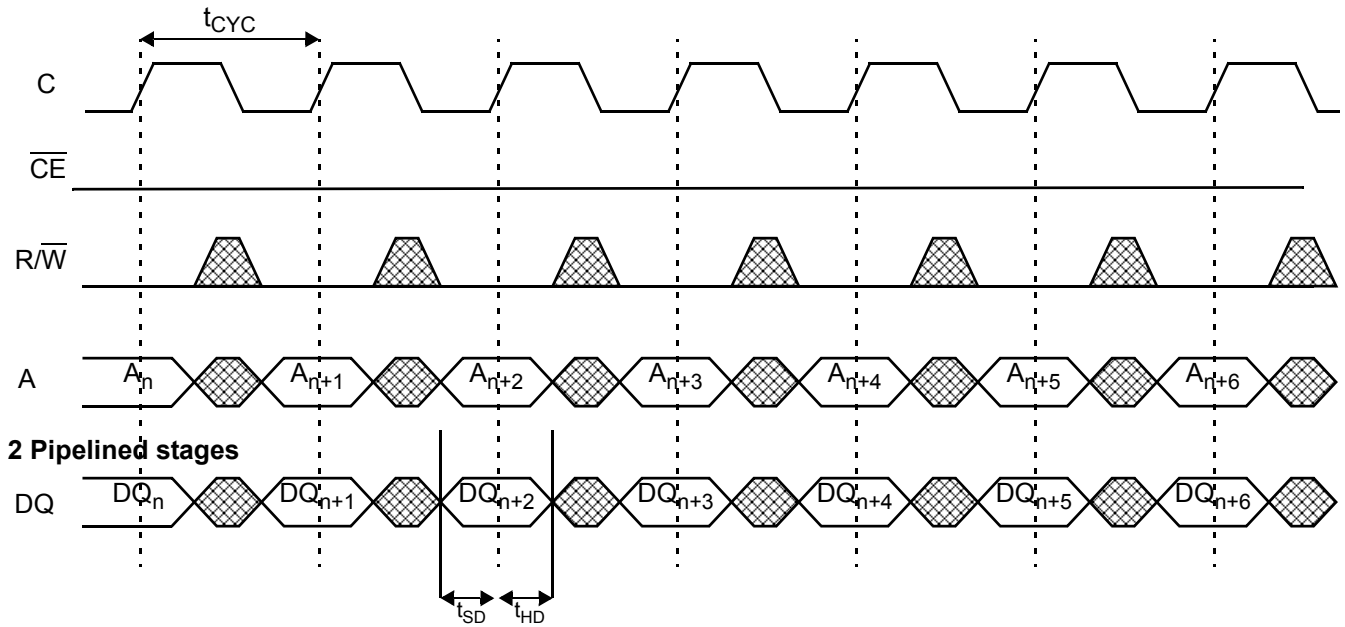 tCYC
C
CE
R/W
A An An+1 An+2 An+3 An+4 An+5 An+6
2 Pipelined stages
DQ DQn DQn+1 DQn+2 DQn+3 DQn+4 DQn+5 DQn+6
tSD tHD